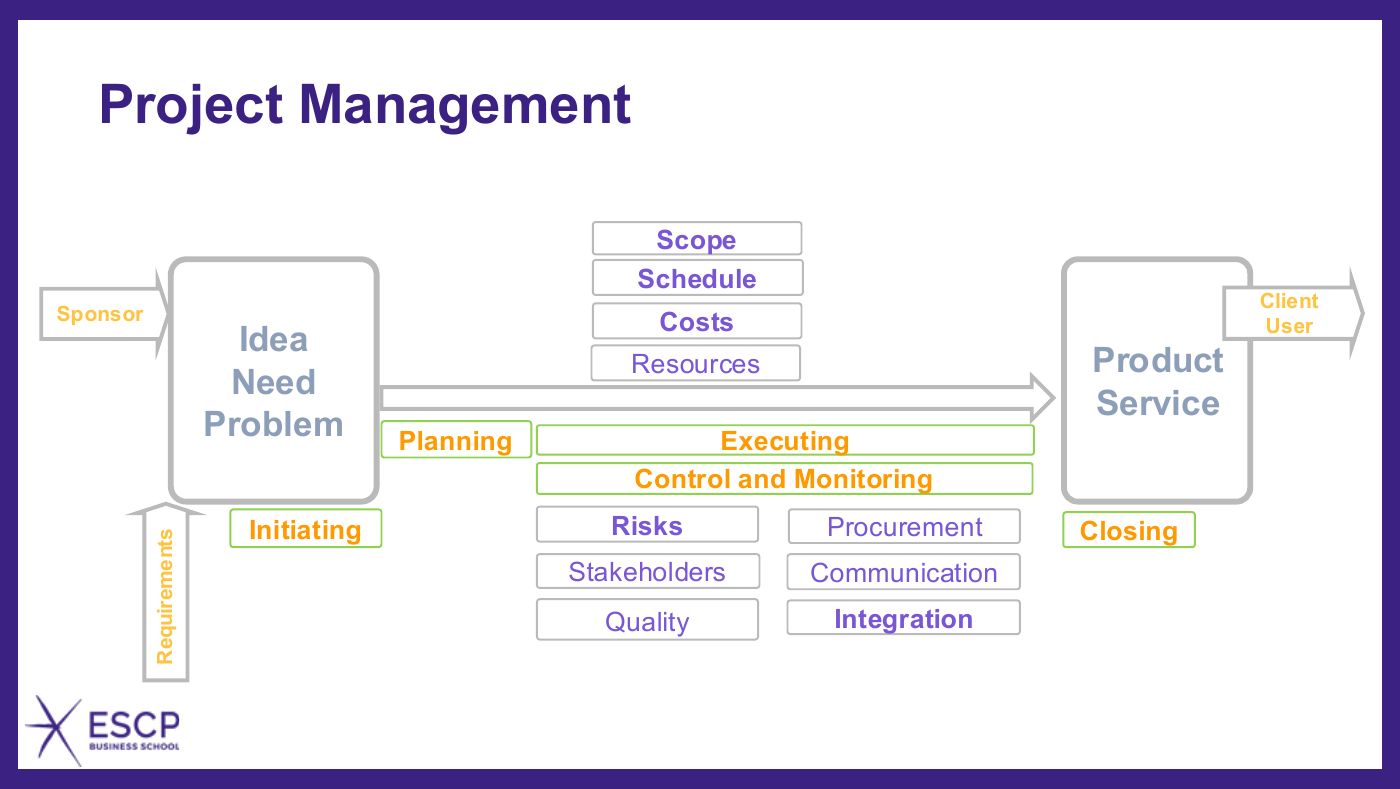 Project Management
Scope
Schedule
Costs
Resources
Sponsor
Idea
Need
Problem
Client
User
Product
Service
Planning
Executing
Control and Monitoring
Initiating
Risks
Procurement
Closing
Stakeholders
Communication
Quality
Integration
Requirements
ESCP
BUSINESS SCHOOL